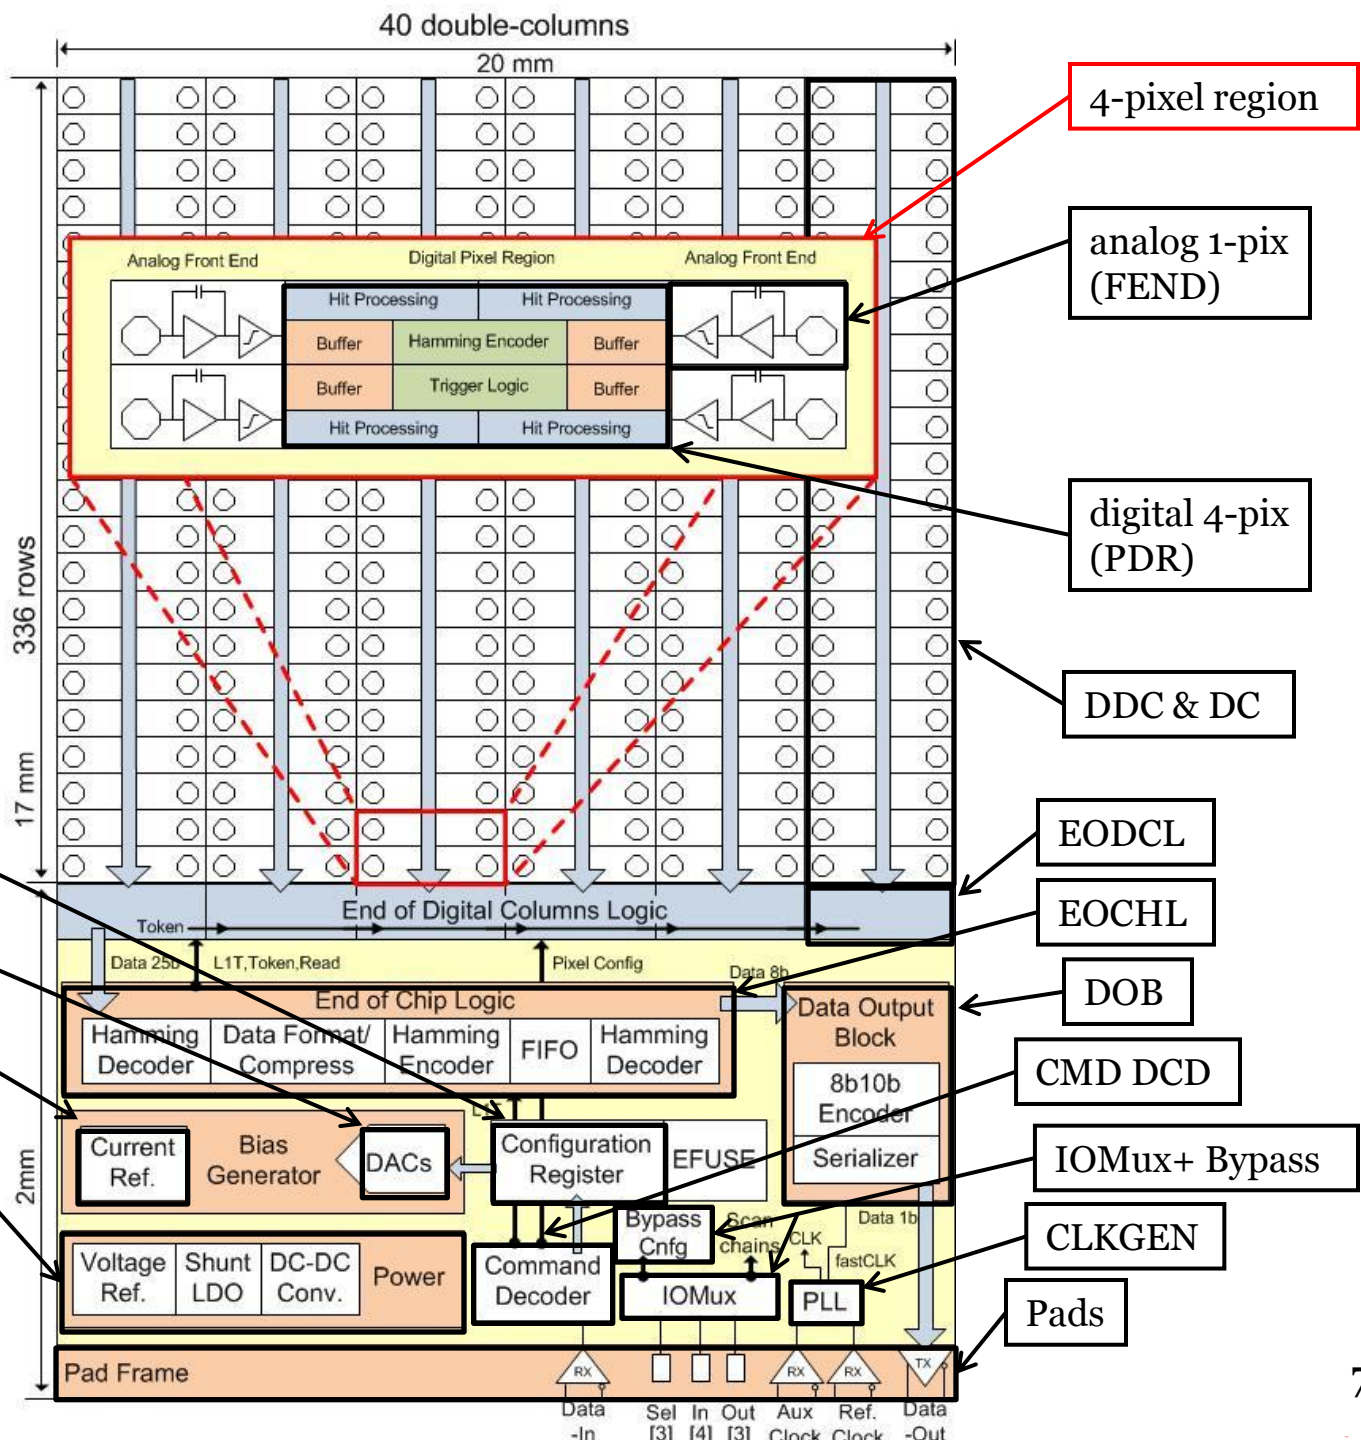 40 double-columns
20 mm
4-pixel region
analog 1-pix
(FEND)
Analog Front End
Digital Pixel Region
Analog Front End
Hit Processing
Hit Processing
Buffer
Hamming Encoder
Buffer
Buffer
Trigger Logic
Buffer
Hit Processing
Hit Processing
digital 4-pix
(PDR)
336 rows
17 mm
DDC & DC
EODCL
End of Digital Columns Logic
Token
EOCHL
Data 25b
L1T,Token,Read
Pixel Config
Data 8b
DOB
End of Chip Logic
Hamming
Decoder
Data Format/
Compress
Hamming
Encoder
FIFO
Hamming
Decoder
Data Output
Block
8b10b
Encoder
Serializer
CMD DCD
L1T
2mm
Current
Ref.
Bias
Generator
DACs
Configuration
Register
EFUSE
IOMux+ Bypass
Bypass
Cnfg
Scan
chains
CLK
fastCLK
Data 1b
CLKGEN
Voltage
Ref.
Shunt
LDO
DC-DC
Conv.
Power
Command
Decoder
IOMux
PLL
Pads
Pad Frame
RX
RX
RX
TX
7
Data
-In
Sel
[3]
In
[4]
Out
[3]
Aux
Clock
Ref.
Clock
Data
-Out